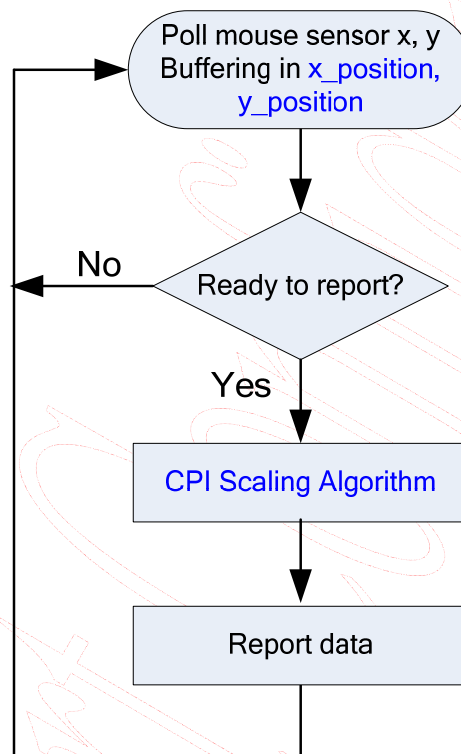 Poll mouse sensor x, y
Buffering in x_position,
y_position
No
Ready to report?
Yes
CPI Scaling Algorithm
Report data